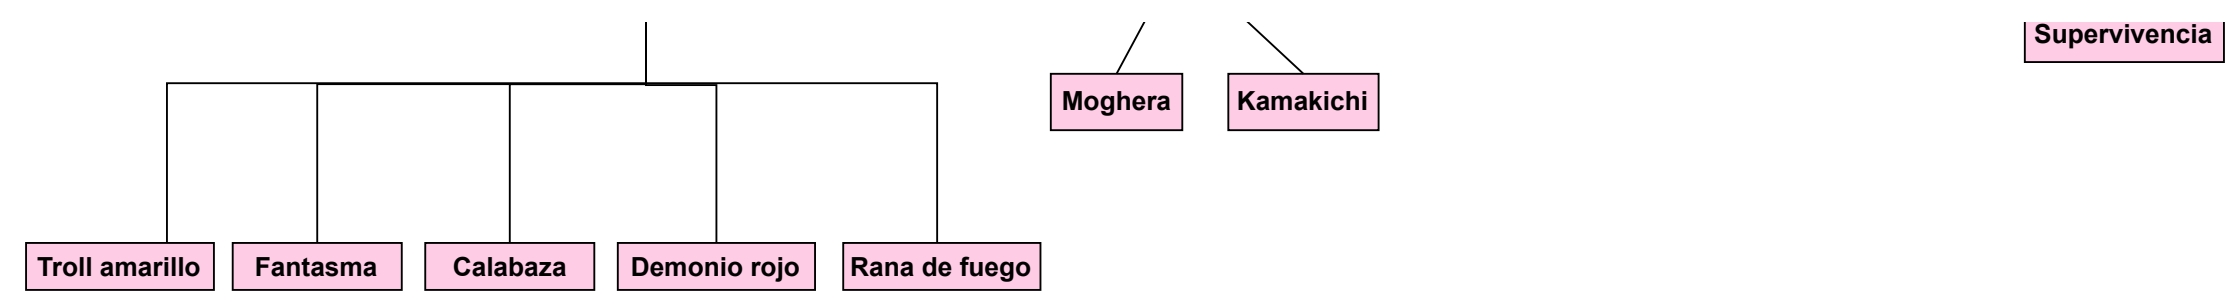 Supervivencia
Moghera
Kamakichi
Troll amarillo
Fantasma
Calabaza
Demonio rojo
Rana de fuego